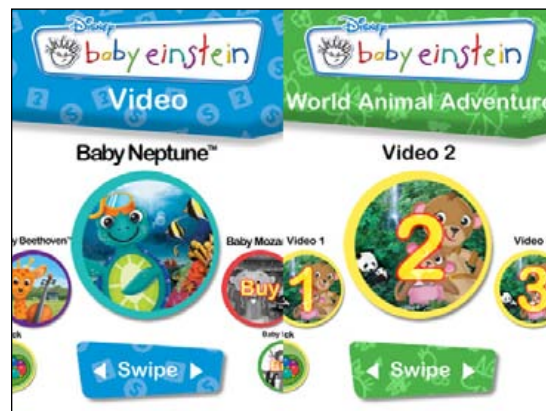 Disney
baby einstein
Video
Baby Neptune™
y Beethoven™
Baby Moza
Buy
Swipe
Disney
baby einstein
World Animal Adventure
Video 2
Video 1
Video
1
2
3
Swipe